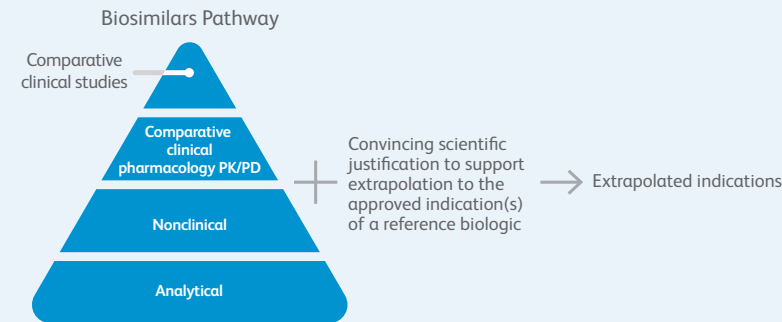 Biosimilars Pathway
Comparative
clinical studies
Comparative
clinical
pharmacology PK/PD
Nonclinical
Analytical
Convincing scientific
justification to support
extrapolation to the
approved indication(s)
of a reference biologic
Extrapolated indications